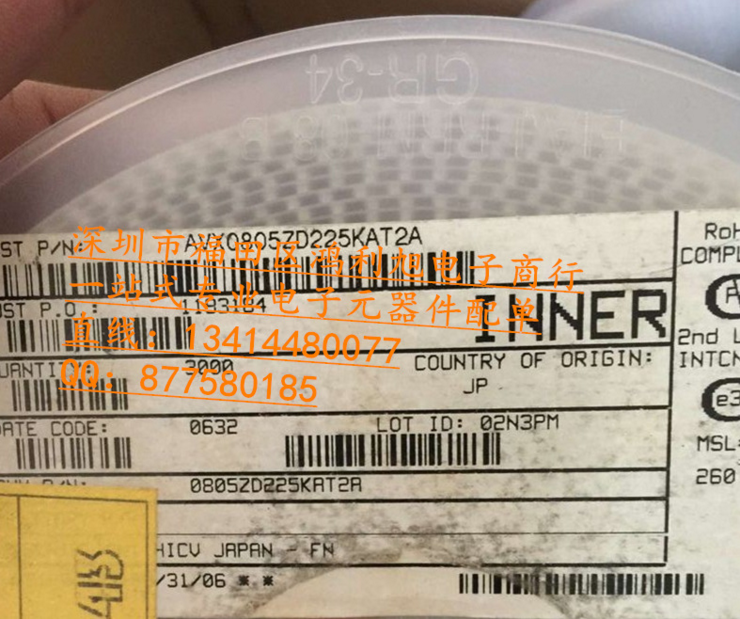 GR-34
ST P/N: AVX0805ZD225KAT2A
深圳市福田区鸿利旭电子商行
RoH
COMPL
UST P.O.: 1183184
一站式专业电子元器件配单
INNER
直线：13414480077
2nd L
INTCN
UANTI 3000
COUNTRY OF ORIGIN:
JP
QQ：877580185
e3
ATE CODE: 0632
LOT ID: 02N3PM
MSL=
260
P/N: 0805ZD225KAT2A
HICV JAPAN - FN
/31/06 * *